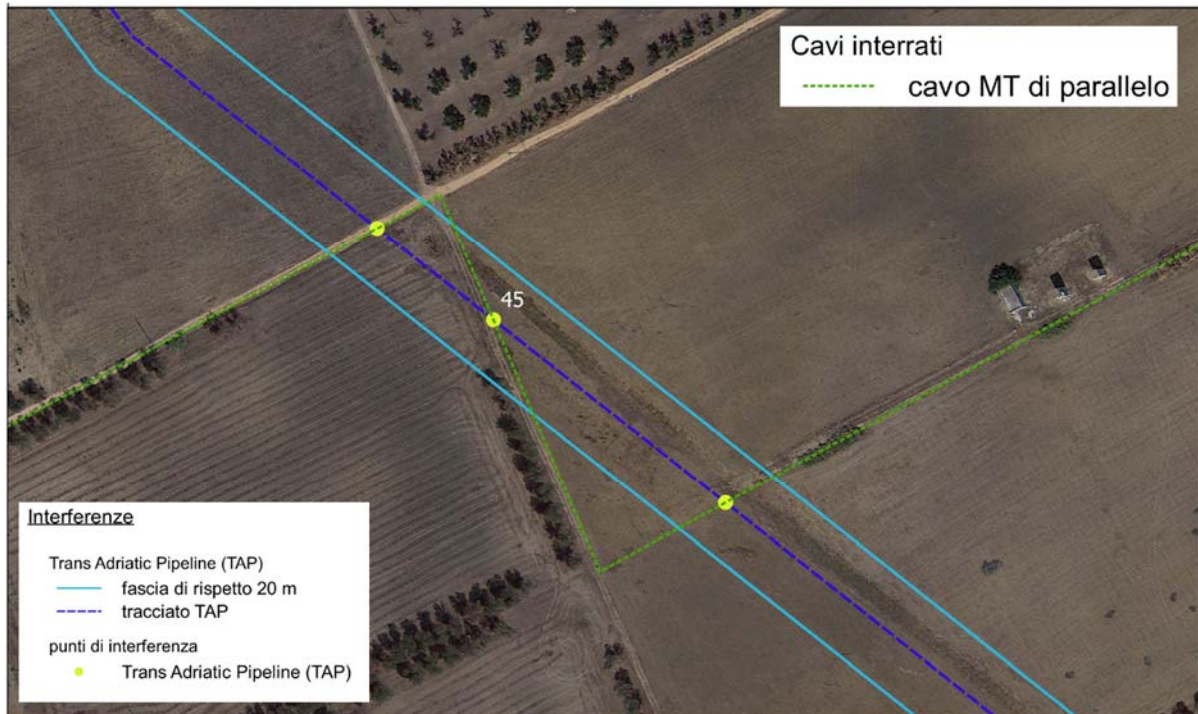 Cavi interrati
cavo MT di parallelo
45
Interferenze
Trans Adriatic Pipeline (TAP)
fascia di rispetto 20 m
tracciato TAP
punti di interferenza
Trans Adriatic Pipeline (TAP)